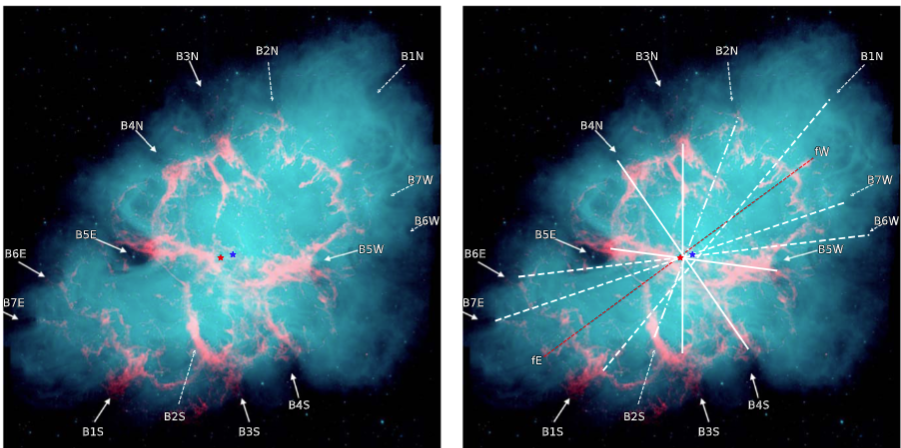 B1N
B2N
B3N
B4N
B7W
B6W
B5E
B5W
B6E
B7E
B2S
B4S
B1S
B3S
B1N
B2N
B3N
B4N
fW
B7W
B6W
B5E
B5W
B6E
B7E
fE
B2S
B4S
B1S
B3S